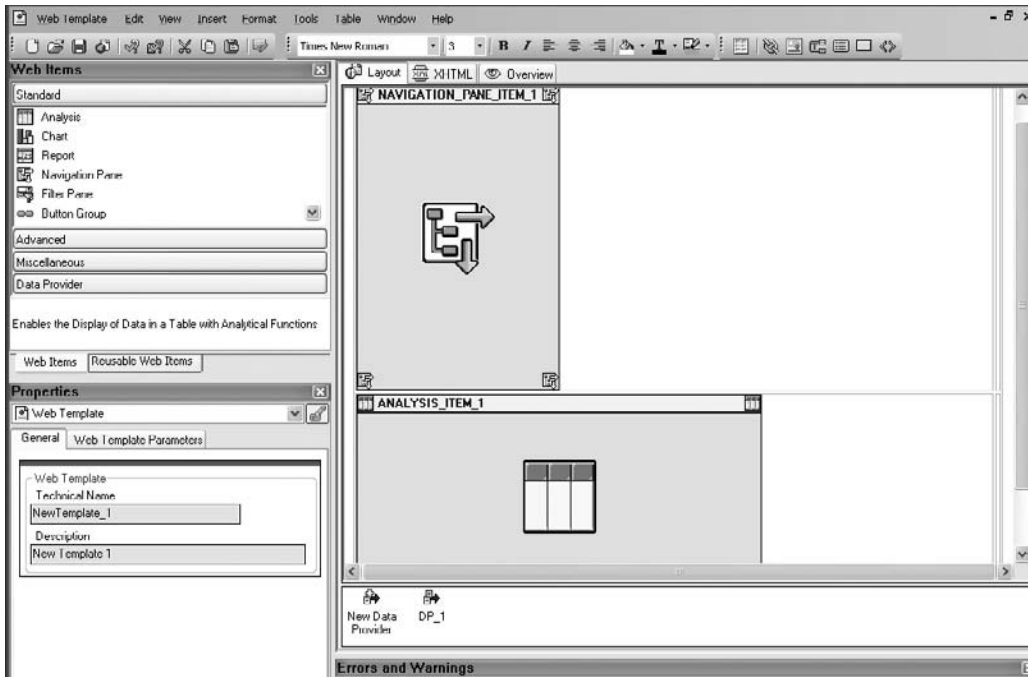 Web Template Edit View Insert Format Tools Table Window Help
Times New Roman 3 B I T
Web Items
Standard
Analysis
Chart
Report
Navigation Pane
Filter Pane
Button Group
Advanced
Miscellaneous
Data Provider
Enables the Display of Data in a Table with Analytical Functions
Web Items Reusable Web Items
Properties
Web Template
General Web Template Parameters
Web Template
Technical Name
NewTemplate_1
Description
New Template 1
Layout XHTML Overview
NAVIGATION_PANE_ITEM_1
ANALYSIS_ITEM_1
New Data Provider
DP_1
Errors and Warnings